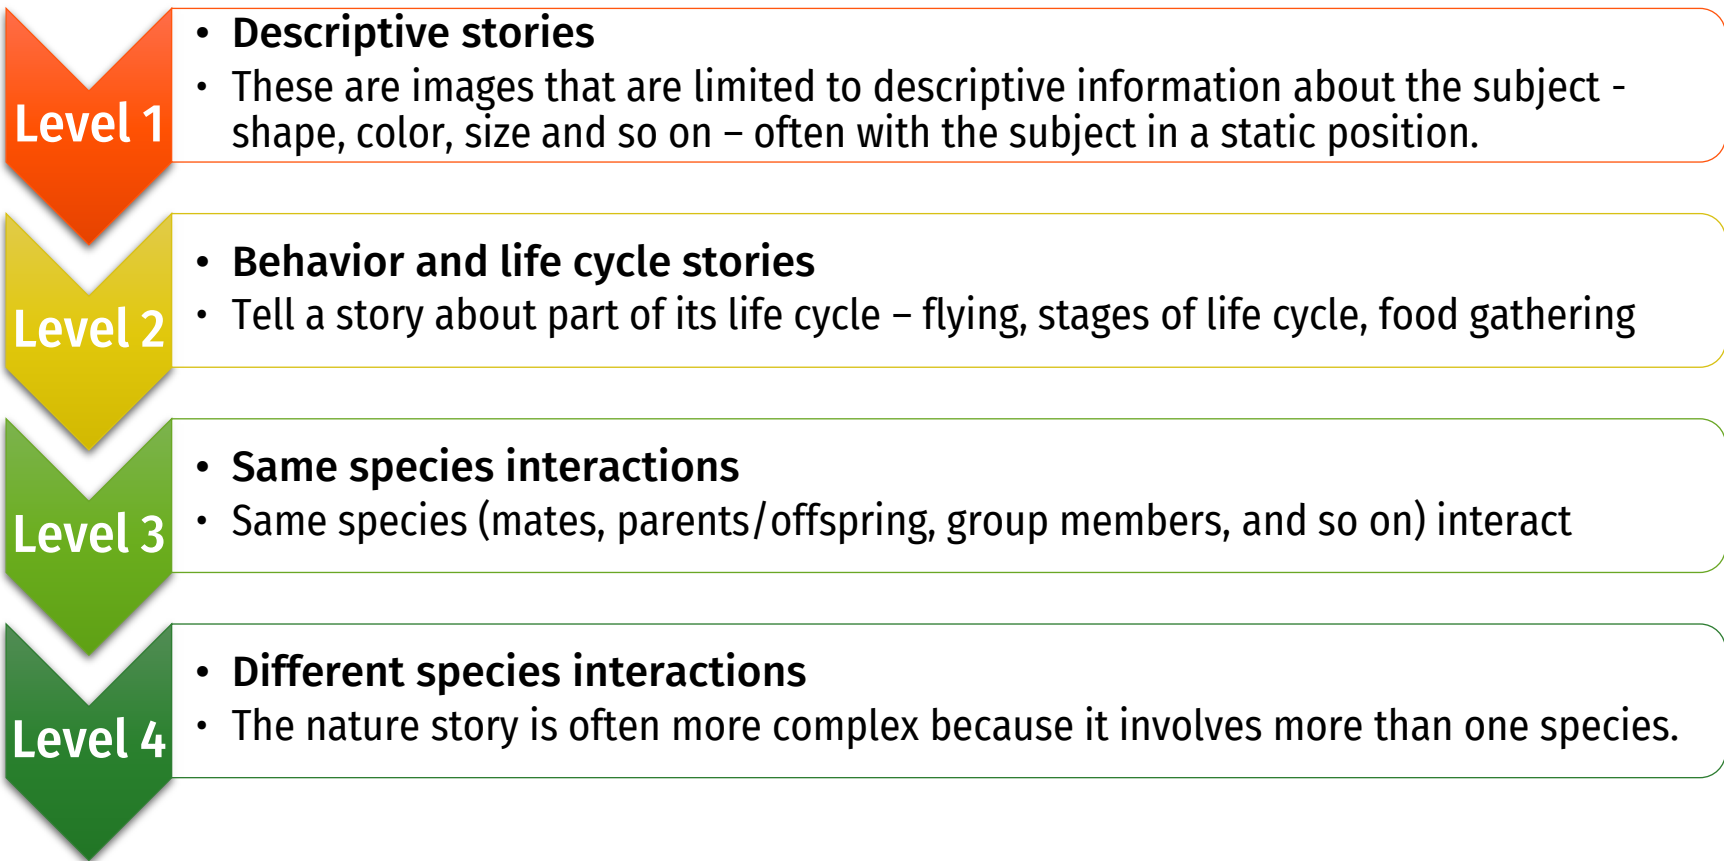 Level 1
• Descriptive stories
• These are images that are limited to descriptive information about the subject -
shape, color, size and so on – often with the subject in a static position.
Level 2
• Behavior and life cycle stories
• Tell a story about part of its life cycle – flying, stages of life cycle, food gathering
Level 3
• Same species interactions
• Same species (mates, parents/offspring, group members, and so on) interact
Level 4
• Different species interactions
• The nature story is often more complex because it involves more than one species.